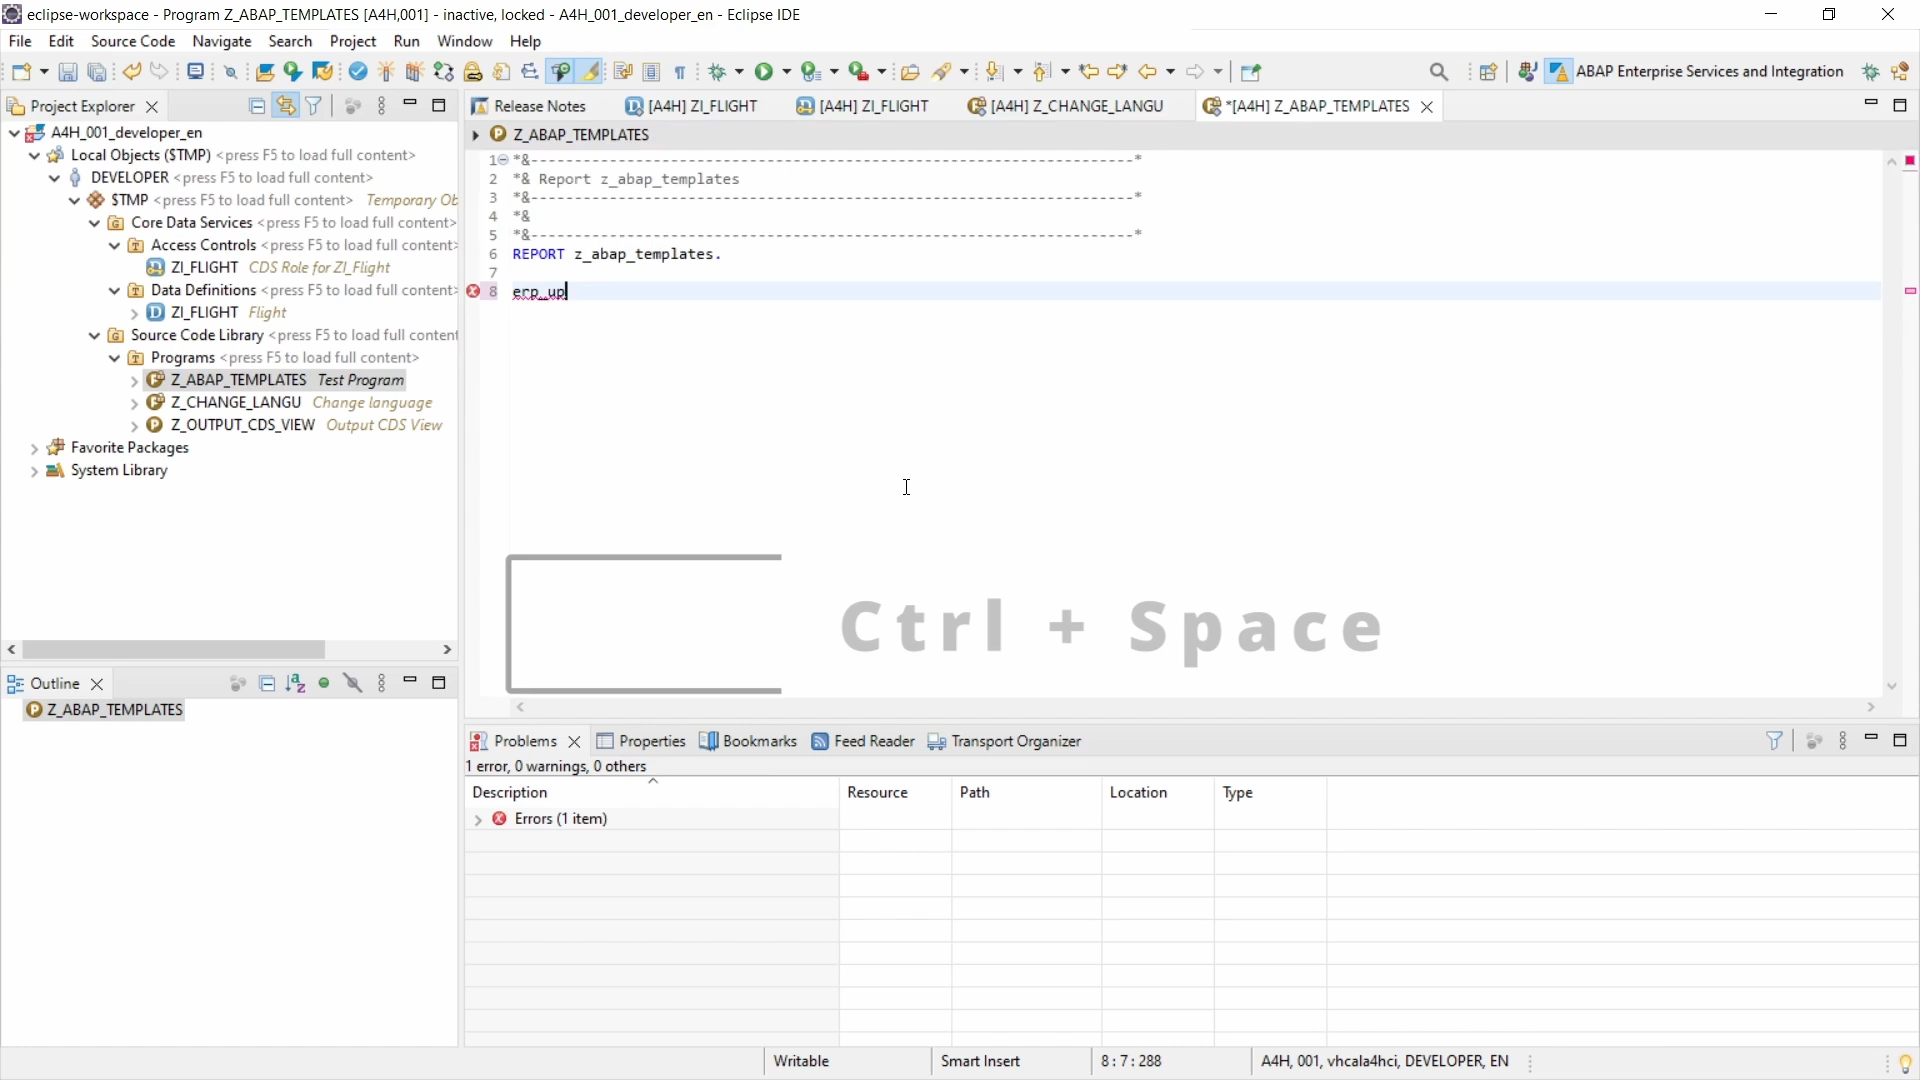 eclipse-workspace - Program Z_ABAP_TEMPLATES [A4H,001] - inactive, locked - A4H_001_developer_en - Eclipse IDE
File Edit Source Code Navigate Search Project Run Window Help
ABAP Enterprise Services and Integration
Project Explorer
Release Notes [A4H] ZI_FLIGHT [A4H] ZI_FLIGHT [A4H] Z_CHANGE_LANGU *[A4H] Z_ABAP_TEMPLATES
A4H_001_developer_en
Local Objects ($TMP) <press F5 to load full content>
DEVELOPER <press F5 to load full content>
$TMP <press F5 to load full content> Temporary Ob
Core Data Services <press F5 to load full content>
Access Controls <press F5 to load full content>
ZI_FLIGHT CDS Role for ZI_Flight
Data Definitions <press F5 to load full content>
ZI_FLIGHT Flight
Source Code Library <press F5 to load full content
Programs <press F5 to load full content>
Z_ABAP_TEMPLATES Test Program
Z_CHANGE_LANGU Change language
Z_OUTPUT_CDS_VIEW Output CDS View
Favorite Packages
System Library
Z_ABAP_TEMPLATES
1 *&---------------------------------------------------------------------*
2 *& Report z_abap_templates
3 *&---------------------------------------------------------------------*
4 *&
5 *&---------------------------------------------------------------------*
6 REPORT z_abap_templates.
7
8 erp_up
Ctrl + Space
Outline
Z_ABAP_TEMPLATES
Problems Properties Bookmarks Feed Reader Transport Organizer
1 error, 0 warnings, 0 others
Description Resource Path Location Type
Errors (1 item)
Writable Smart Insert 8 : 7 : 288 A4H, 001, vhcala4hci, DEVELOPER, EN